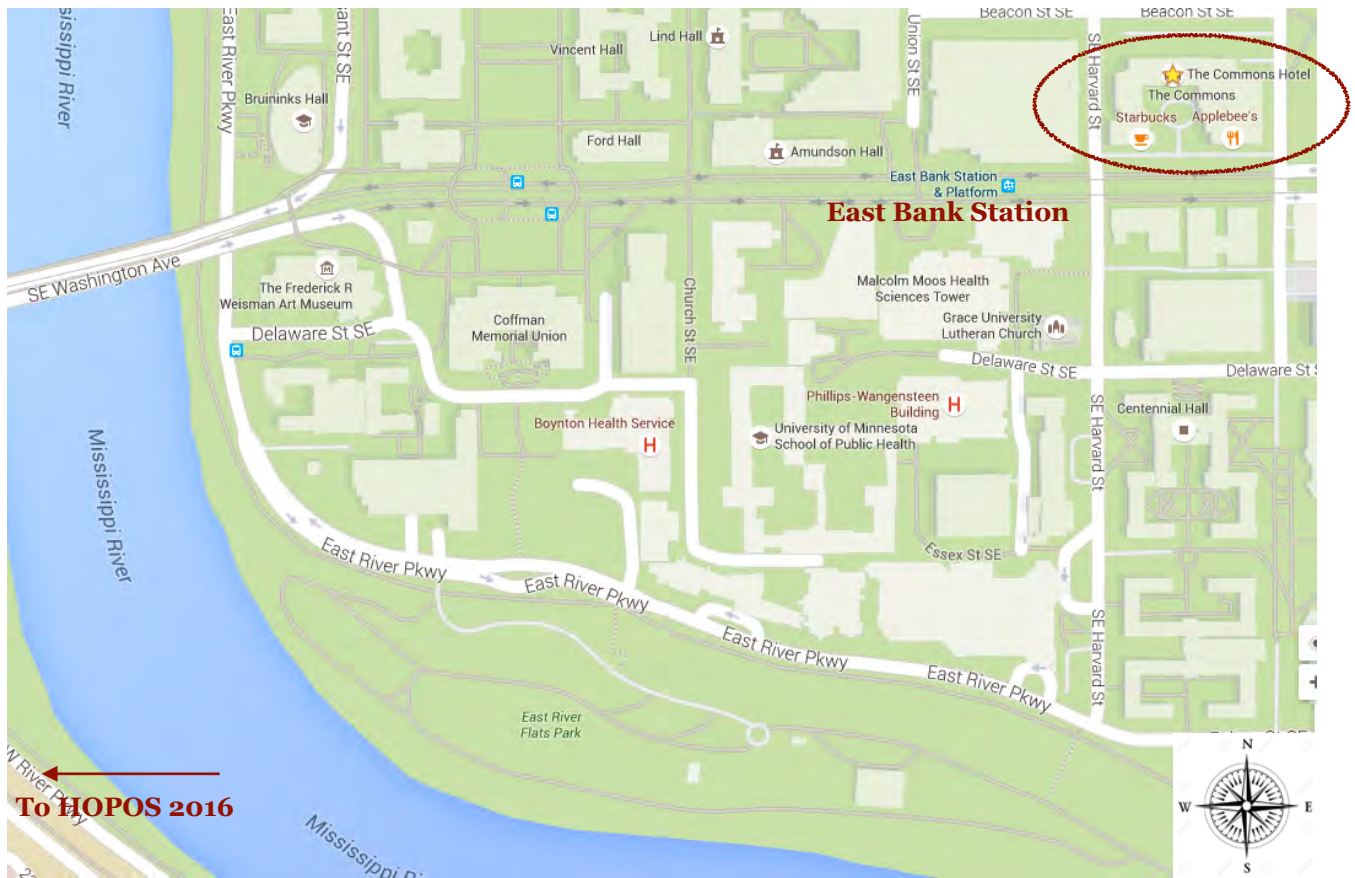 Beacon St SE
Beacon St SE
Mississippi River
East River Pkwy
Union St SE
SE Harvard St
Lind Hall
Vincent Hall
The Commons Hotel
The Commons
Starbucks
Applebee's
Bruininks Hall
Ford Hall
Amundson Hall
East Bank Station
& Platform
East Bank Station
SE Washington Ave
The Frederick R
Weisman Art Museum
Delaware St SE
Coffman
Memorial Union
Church St SE
Malcolm Moos Health
Sciences Tower
Grace University
Lutheran Church
Delaware St SE
Delaware St
Phillips-Wangensteen
Building
H
Boynton Health Service
H
University of Minnesota
School of Public Health
Centennial Hall
SE Harvard St
Mississippi River
East River Pkwy
East River Pkwy
Essex St SE
SE Harvard St
East River Pkwy
East River Pkwy
East River
Flats Park
W River Pkwy
To HOPOS 2016
Mississippi
N
W
E
S